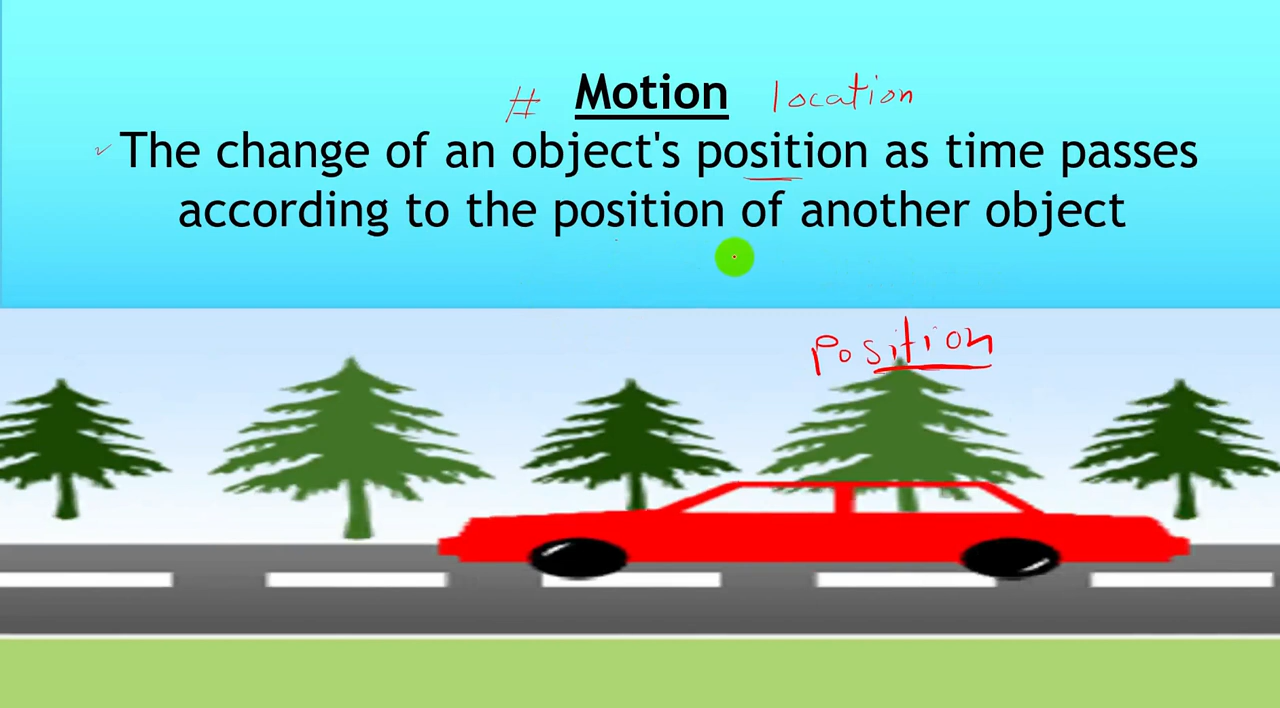 # Motion location
✓ The change of an object's position as time passes
according to the position of another object
Position